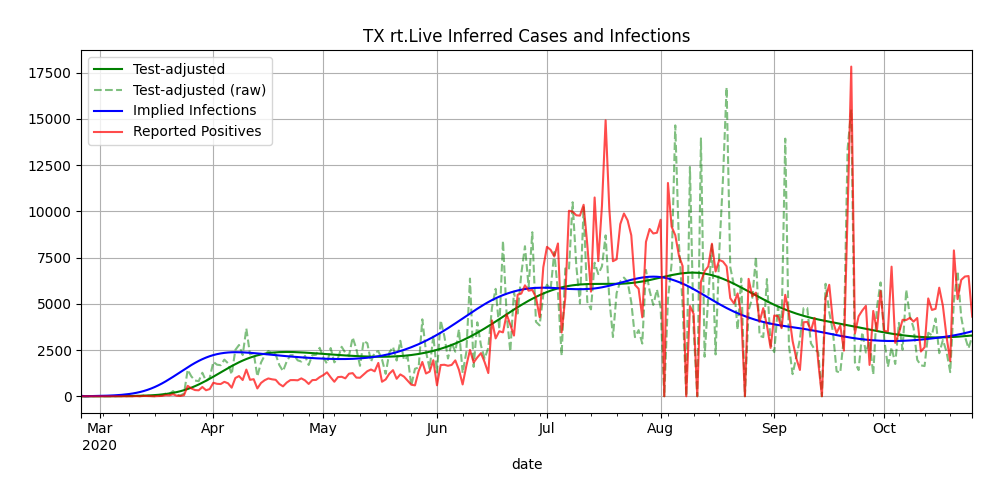 TX rt.Live Inferred Cases and Infections
Test-adjusted
Test-adjusted (raw)
Implied Infections
Reported Positives
17500
15000
12500
10000
7500
5000
2500
0
Mar Apr May Jun Jul Aug Sep Oct
2020
date